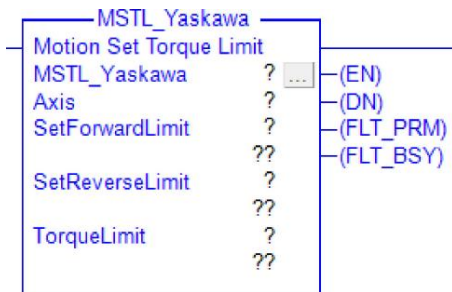 MSTL_Yaskawa
Motion Set Torque Limit
MSTL_Yaskawa ? ... (EN)
Axis ? (DN)
SetForwardLimit ? (FLT_PRM)
?? (FLT_BSY)
SetReverseLimit ?
??
TorqueLimit ?
??